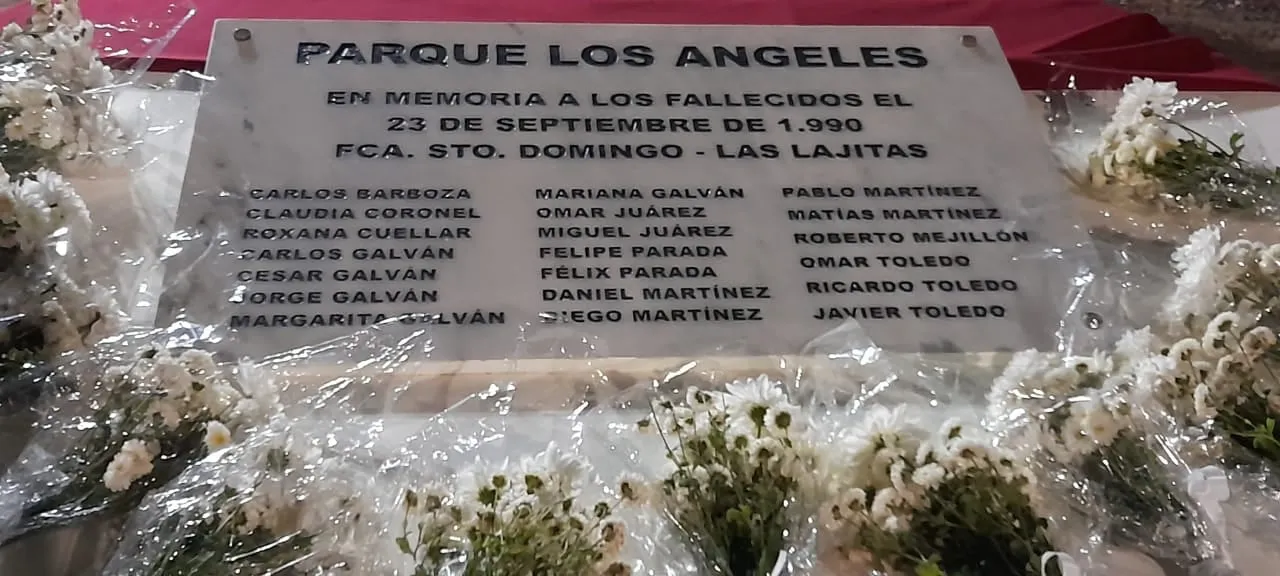 PARQUE LOS ANGELES
EN MEMORIA A LOS FALLECIDOS EL
23 DE SEPTIEMBRE DE 1.990
FCA. STO. DOMINGO - LAS LAJITAS
CARLOS BARBOZA
CLAUDIA CORONEL
ROXANA CUELLAR
CARLOS GALVÁN
CESAR GALVÁN
JORGE GALVÁN
MARGARITA GALVÁN
MARIANA GALVÁN
OMAR JUÁREZ
MIGUEL JUÁREZ
FELIPE PARADA
FÉLIX PARADA
DANIEL MARTÍNEZ
DIEGO MARTÍNEZ
PABLO MARTÍNEZ
MATÍAS MARTÍNEZ
ROBERTO MEJILLÓN
OMAR TOLEDO
RICARDO TOLEDO
JAVIER TOLEDO